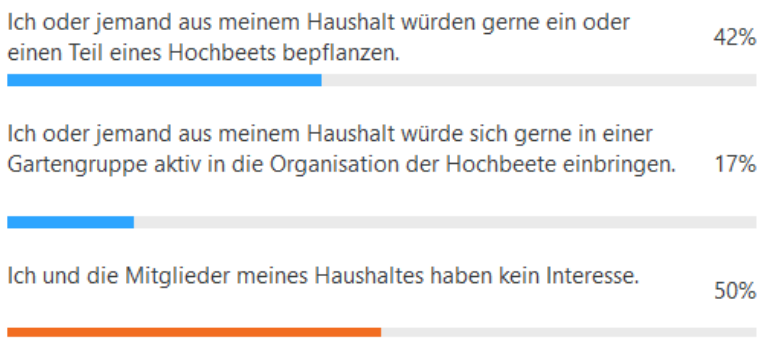 Ich oder jemand aus meinem Haushalt würden gerne ein oder
einen Teil eines Hochbeets bepflanzen.
42%
Ich oder jemand aus meinem Haushalt würde sich gerne in einer
Gartengruppe aktiv in die Organisation der Hochbeete einbringen.
17%
Ich und die Mitglieder meines Haushaltes haben kein Interesse.
50%